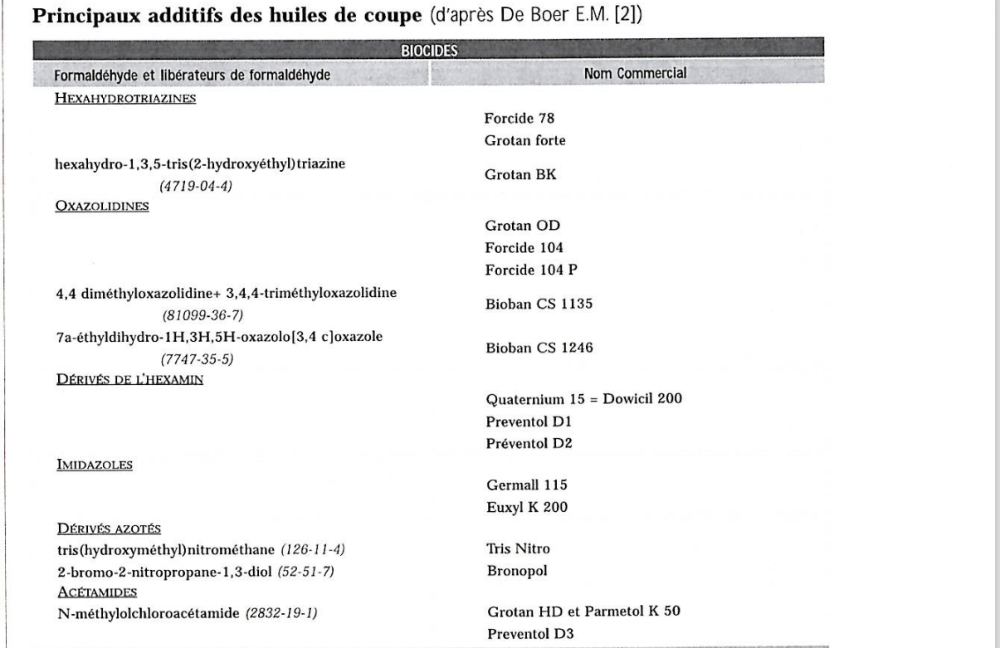 Principaux additifs des huiles de coupe (d'après De Boer E.M. [2])
BIOCIDES
Formaldéhyde et libérateurs de formaldéhyde Nom Commercial
HEXAHYDROTRIAZINES
Forcide 78
Grotan forte
hexahydro-1,3,5-tris(2-hydroxyéthyl)triazine Grotan BK
(4719-04-4)
OXAZOLIDINES
Grotan OD
Forcide 104
Forcide 104 P
4,4 diméthyloxazolidine+ 3,4,4-triméthyloxazolidine Bioban CS 1135
(81099-36-7)
7a-éthyldihydro-1H,3H,5H-oxazolo[3,4 c]oxazole Bioban CS 1246
(7747-35-5)
DÉRIVÉS DE L'HEXAMIN
Quaternium 15 = Dowicil 200
Preventol D1
Préventol D2
IMIDAZOLES
Germall 115
Euxyl K 200
DÉRIVÉS AZOTÉS
tris(hydroxyméthyl)nitrométhane (126-11-4) Tris Nitro
2-bromo-2-nitropropane-1,3-diol (52-51-7) Bronopol
ACÉTAMIDES
N-méthylolchloroacétamide (2832-19-1) Grotan HD et Parmetol K 50
Preventol D3